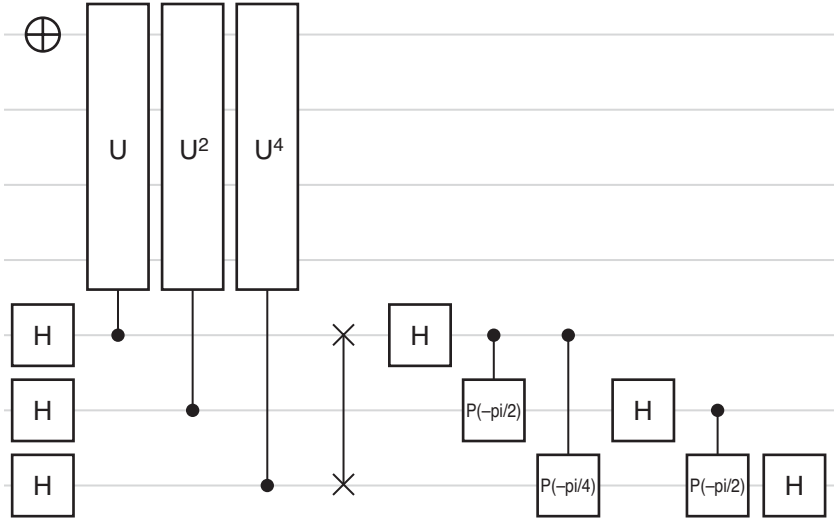 U U² U⁴
H H
H P(–pi/2) H
H P(–pi/4) P(–pi/2) H